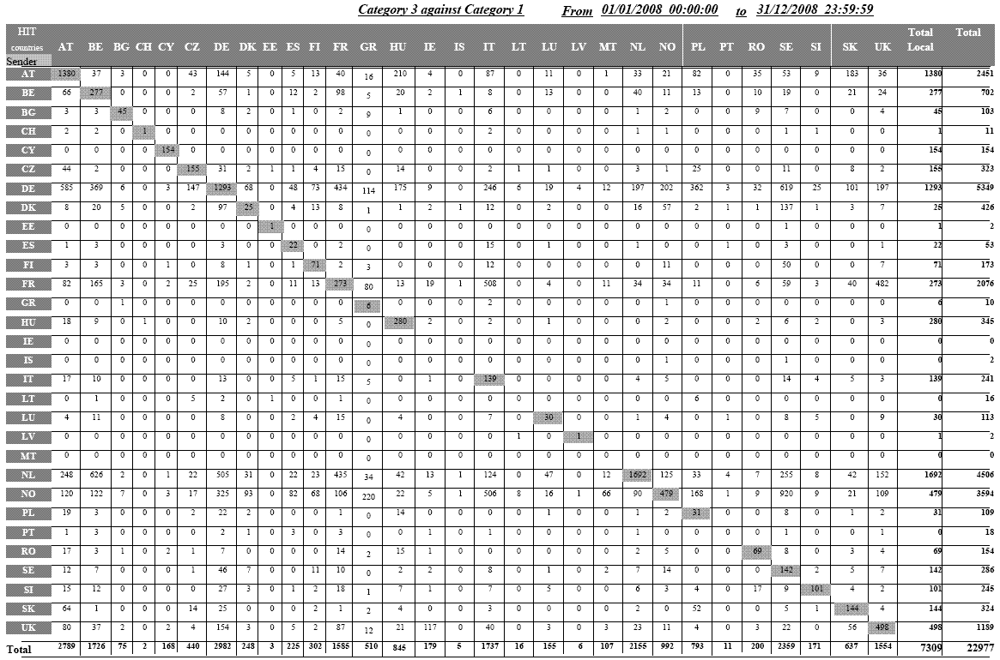 Category 3 against Category 1 From 01/01/2008 00:00:00 to 31/12/2008 23:59:59
HIT countries AT BE BG CH CY CZ DE DK EE ES FI FR GR HU IE IS IT LT LU LV MT NL NO PL PT RO SE SI SK UK Total Local Total
Sender
AT 1380 37 3 0 0 43 144 5 0 5 13 40 16 210 4 0 87 0 11 0 1 33 21 82 0 35 53 9 183 36 1380 2451
BE 66 277 0 0 0 2 57 1 0 12 2 98 5 20 2 1 8 0 13 0 0 40 11 13 0 10 19 0 21 24 277 702
BG 3 3 45 0 0 0 8 2 0 1 0 2 9 1 0 0 6 0 0 0 0 1 2 0 0 9 7 0 0 4 45 103
CH 2 2 0 1 0 0 0 0 0 0 0 0 0 0 0 0 2 0 0 0 0 1 1 0 0 0 1 1 0 0 1 11
CY 0 0 0 0 154 0 0 0 0 0 0 0 0 0 0 0 0 0 0 0 0 0 0 0 0 0 0 0 0 0 154 154
CZ 44 2 0 0 0 155 31 2 1 1 4 15 0 14 0 0 2 1 1 0 0 3 1 25 0 0 11 0 8 2 155 323
DE 585 369 6 0 3 147 1293 68 0 48 73 434 114 175 9 0 246 6 19 4 12 197 202 362 3 32 619 25 101 197 1293 5349
DK 8 20 5 0 0 2 97 25 0 4 13 8 1 1 2 1 12 0 2 0 0 16 57 2 1 1 137 1 3 7 25 426
EE 0 0 0 0 0 0 0 0 1 0 0 0 0 0 0 0 0 0 0 0 0 0 0 0 0 0 1 0 0 0 1 2
ES 1 3 0 0 0 0 3 0 0 22 0 2 0 0 0 0 15 0 1 0 0 1 0 0 1 0 3 0 0 1 22 53
FI 3 3 0 0 1 0 8 1 0 1 71 2 3 0 0 0 12 0 0 0 0 0 11 0 0 0 50 0 0 7 71 173
FR 82 165 3 0 2 25 195 2 0 11 13 273 80 13 19 1 508 0 4 0 11 34 34 11 0 6 59 3 40 482 273 2076
GR 0 0 1 0 0 0 0 0 0 0 0 0 6 0 0 0 2 0 0 0 0 0 1 0 0 0 0 0 0 0 6 10
HU 18 9 0 1 0 0 10 2 0 0 0 5 0 280 2 0 2 0 1 0 0 0 2 0 0 2 6 2 0 3 280 345
IE 0 0 0 0 0 0 0 0 0 0 0 0 0 0 0 0 0 0 0 0 0 0 0 0 0 0 0 0 0 0 0 0
IS 0 0 0 0 0 0 0 0 0 0 0 0 0 0 0 0 0 0 0 0 0 0 1 0 0 0 1 0 0 0 0 2
IT 17 10 0 0 0 0 13 0 0 5 1 15 5 0 1 0 139 0 0 0 0 4 5 0 0 0 14 4 5 3 139 241
LT 0 1 0 0 0 5 2 0 1 0 0 1 0 0 0 0 0 0 0 0 0 0 0 6 0 0 0 0 0 0 0 16
LU 4 11 0 0 0 0 8 0 0 2 4 15 0 4 0 0 7 0 30 0 0 1 4 0 1 0 8 5 0 9 30 113
LV 0 0 0 0 0 0 0 0 0 0 0 0 0 0 0 0 0 1 0 1 0 0 0 0 0 0 0 0 0 0 1 2
MT 0 0 0 0 0 0 0 0 0 0 0 0 0 0 0 0 0 0 0 0 0 0 0 0 0 0 0 0 0 0 0 0
NL 248 626 2 0 1 22 505 31 0 22 23 435 34 42 13 1 124 0 47 0 12 1692 125 33 4 7 255 8 42 152 1692 4506
NO 120 122 7 0 3 17 325 93 0 82 68 106 220 22 5 1 506 8 16 1 66 90 479 168 1 9 920 9 21 109 479 3594
PL 19 3 0 0 0 2 22 2 0 0 0 1 0 14 0 0 0 0 1 0 0 1 2 31 0 0 8 0 1 2 31 109
PT 1 3 0 0 0 0 2 1 0 3 0 3 0 0 1 0 1 0 0 0 0 1 0 0 0 0 1 0 0 1 0 18
RO 17 3 1 0 2 1 7 0 0 0 0 14 2 15 1 0 0 0 0 0 0 2 5 0 0 69 8 0 3 4 69 154
SE 12 7 0 0 0 1 46 7 0 0 11 10 0 2 2 0 8 0 1 0 2 7 14 0 0 0 142 2 5 7 142 286
SI 15 12 0 0 0 0 27 3 0 1 2 18 1 7 1 0 7 0 5 0 0 6 3 4 0 17 9 101 4 2 101 245
SK 64 1 0 0 0 14 25 0 0 0 2 1 2 4 0 0 3 0 0 0 0 1 2 52 0 0 5 1 144 4 144 324
UK 80 37 2 0 2 4 154 3 0 5 2 87 12 21 117 0 40 0 3 0 3 23 11 4 0 3 22 0 56 498 498 1189
Total 2789 1726 75 2 168 440 2982 248 3 225 302 1585 510 845 179 5 1737 16 155 6 107 2155 992 793 11 200 2359 171 637 1554 7309 22977